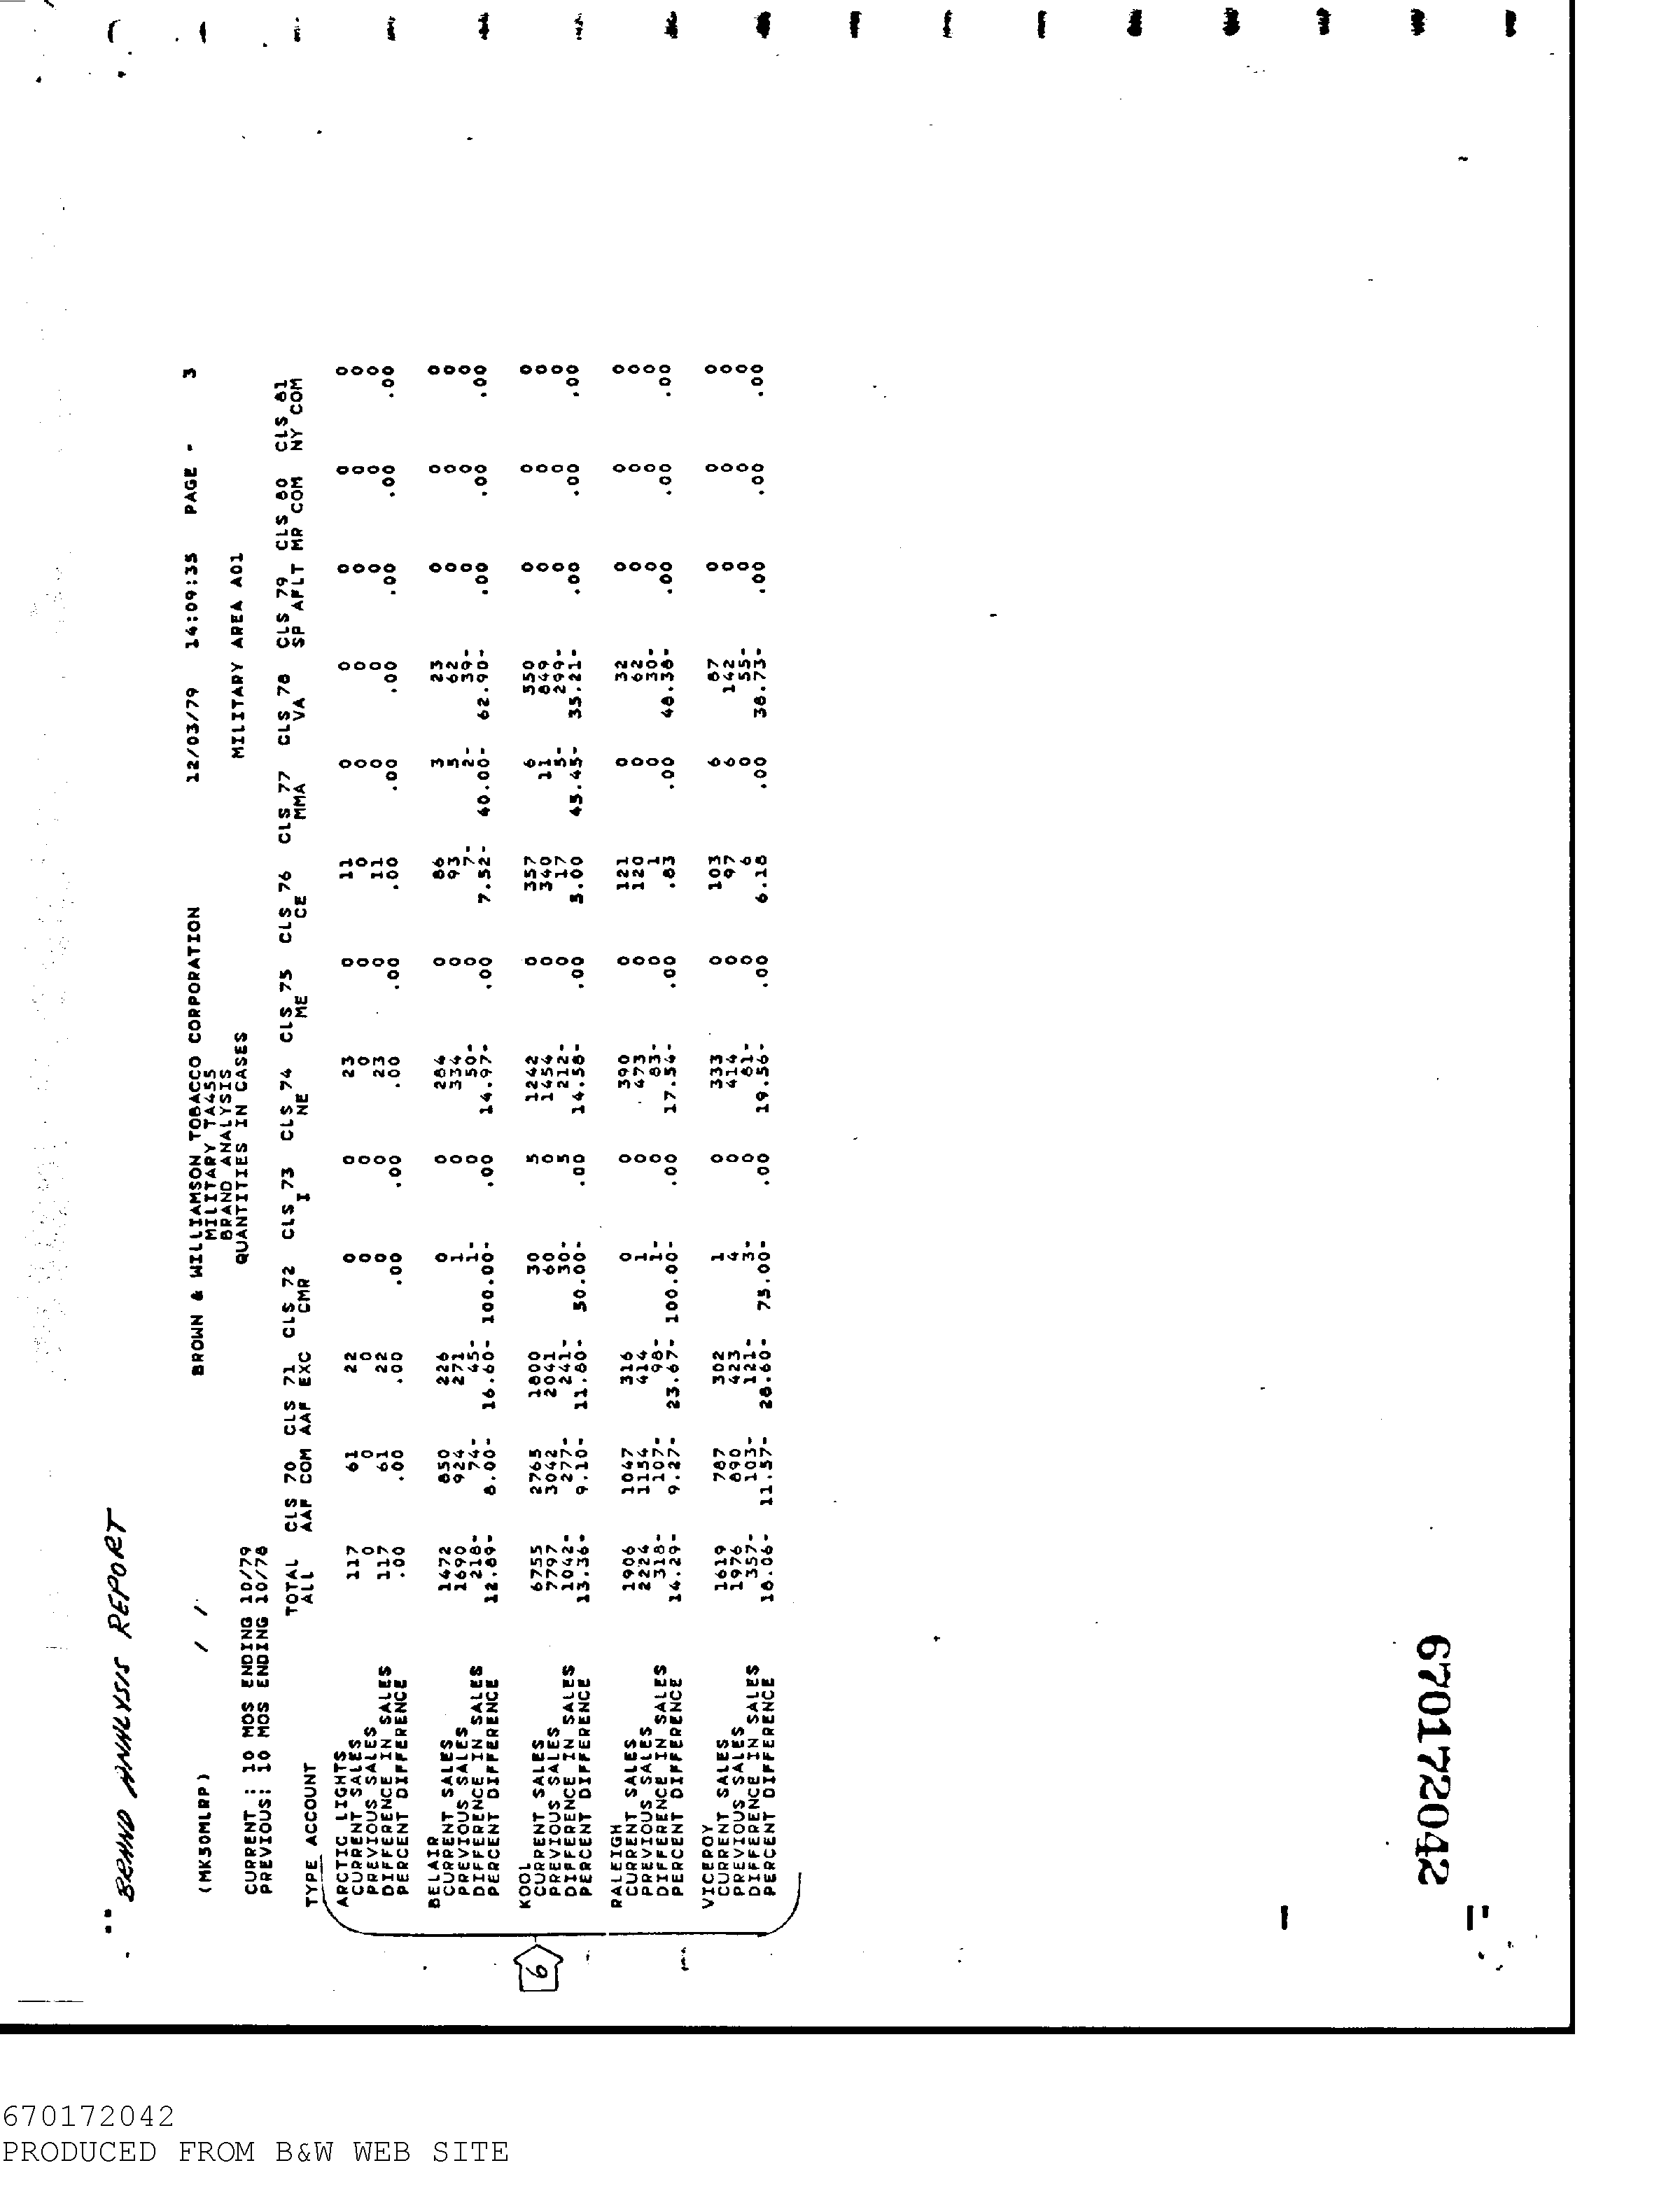 BRAND ANALYSIS REPORT
(MK50MLRP) / / BROWN & WILLIAMSON TOBACCO CORPORATION 12/03/79 14:09:35 PAGE - 3
MILITARY TA455
BRAND ANALYSIS
CURRENT : 10 MOS ENDING 10/79 QUANTITIES IN CASES MILITARY AREA A01
PREVIOUS: 10 MOS ENDING 10/78
TOTAL CLS 70 CLS 71 CLS 72 CLS 73 CLS 74 CLS 75 CLS 76 CLS 77 CLS 78 CLS 79 CLS 80 CLS 81
TYPE ACCOUNT ALL AAF COM AAF EXC CMR I NE ME CE MMA VA SP AFLT MR COM NY COM
ARCTIC LIGHTS
CURRENT SALES 117 61 22 0 0 23 0 11 0 0 0 0 0
PREVIOUS SALES 0 0 0 0 0 0 0 0 0 0 0 0 0
DIFFERENCE IN SALES 117 61 22 0 0 23 0 11 0 0 0 0 0
PERCENT DIFFERENCE .00 .00 .00 .00 .00 .00 .00 .00 .00 .00 .00 .00 .00
BELAIR
CURRENT SALES 1472 850 226 0 0 284 0 86 3 23 0 0 0
PREVIOUS SALES 1690 924 271 1 0 334 0 93 5 62 0 0 0
DIFFERENCE IN SALES 218- 74- 45- 1- 0 50- 0 7- 2- 39- 0 0 0
PERCENT DIFFERENCE 12.89- 8.00- 16.60- 100.00- .00 14.97- .00 7.52- 40.00- 62.90- .00 .00 .00
KOOL
CURRENT SALES 6755 2765 1800 30 5 1242 0 357 6 550 0 0 0
PREVIOUS SALES 7797 3042 2041 60 0 1454 0 340 11 849 0 0 0
DIFFERENCE IN SALES 1042- 277- 241- 30- 5 212- 0 17 5- 299- 0 0 0
PERCENT DIFFERENCE 13.36- 9.10- 11.80- 50.00- .00 14.58- .00 5.00 45.45- 35.21- .00 .00 .00
RALEIGH
CURRENT SALES 1906 1047 316 0 0 390 0 121 0 32 0 0 0
PREVIOUS SALES 2224 1154 414 1 0 473 0 120 0 62 0 0 0
DIFFERENCE IN SALES 318- 107- 98- 1- 0 83- 0 1 0 30- 0 0 0
PERCENT DIFFERENCE 14.29- 9.27- 23.67- 100.00- .00 17.54- .00 .83 .00 48.38- .00 .00 .00
VICEROY
CURRENT SALES 1619 787 302 1 0 333 0 103 6 87 0 0 0
PREVIOUS SALES 1976 890 423 4 0 414 0 97 6 142 0 0 0
DIFFERENCE IN SALES 357- 103- 121- 3- 0 81- 0 6 0 55- 0 0 0
PERCENT DIFFERENCE 18.06- 11.57- 28.60- 75.00- .00 19.56- .00 6.18 .00 38.73- .00 .00 .00
6
670172042
670172042
PRODUCED FROM B&W WEB SITE